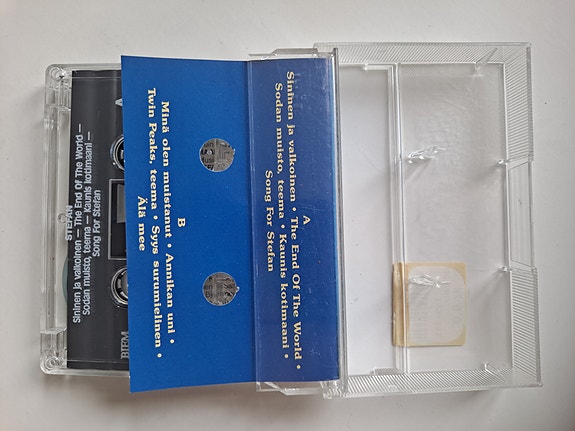 A
Sininen ja valkoinen • The End Of The World •
Sodan muisto, teema • Kaunis kotimaani •
Song For Stefan
B
Minä olen muistanut • Annikan uni •
Twin Peaks, teema • Syys surumielinen •
Älä mee
A
STEFAN
Sininen ja valkoinen — The End Of The World —
Sodan muisto, teema — Kaunis kotimaani —
Song For Stefan
BIEM